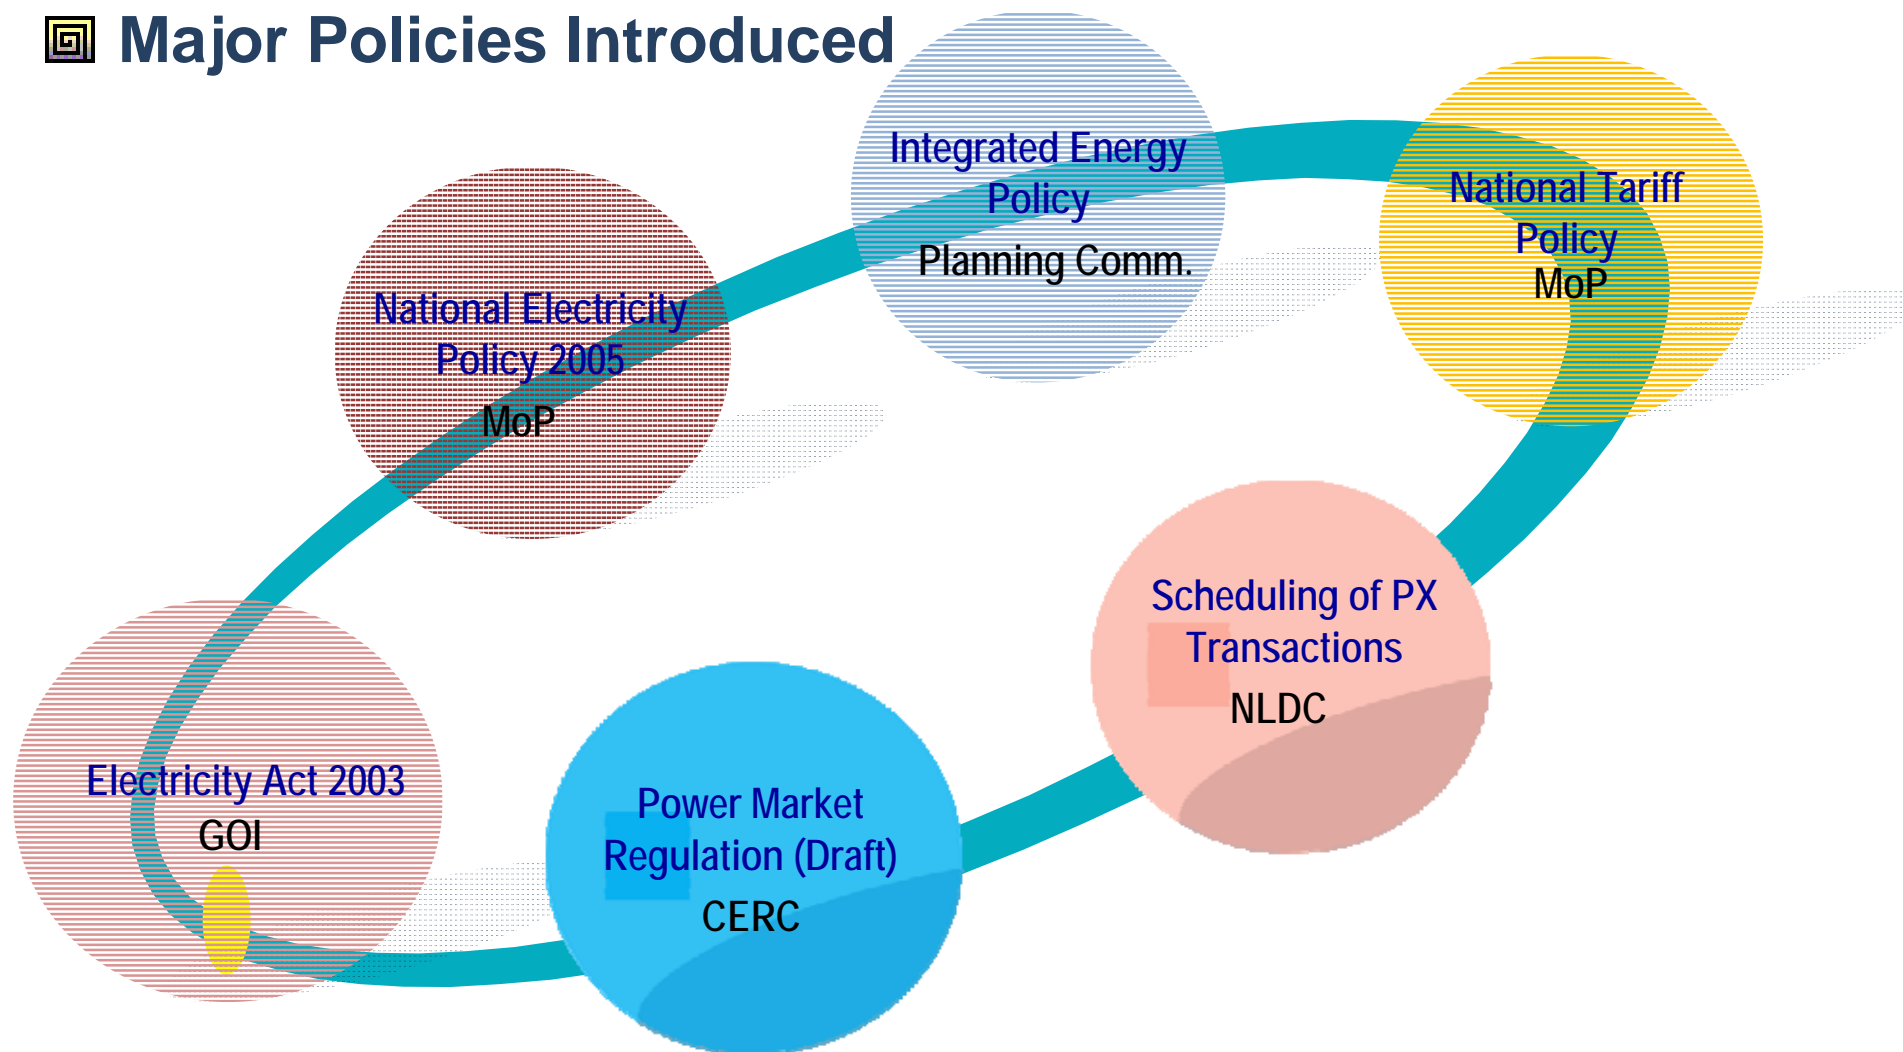 Major Policies Introduced
Integrated Energy
Policy
Planning Comm.
National Tariff
Policy
MoP
National Electricity
Policy 2005
MoP
Scheduling of PX
Transactions
NLDC
Electricity Act 2003
GOI
Power Market
Regulation (Draft)
CERC